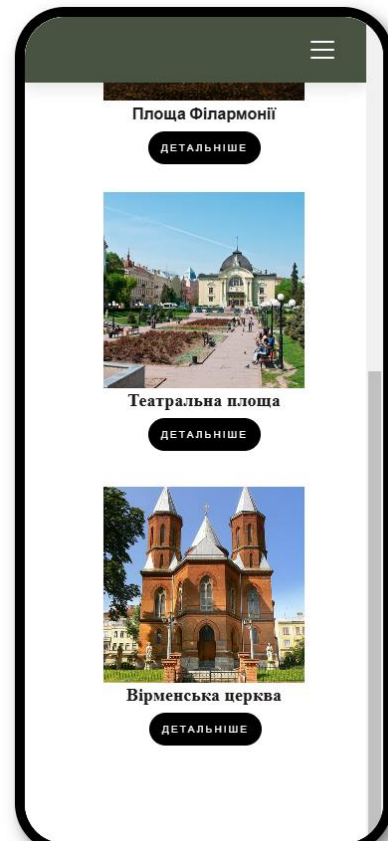 Площа Філармонії
ДЕТАЛЬНІШЕ
Театральна площа
ДЕТАЛЬНІШЕ
Вірменська церква
ДЕТАЛЬНІШЕ